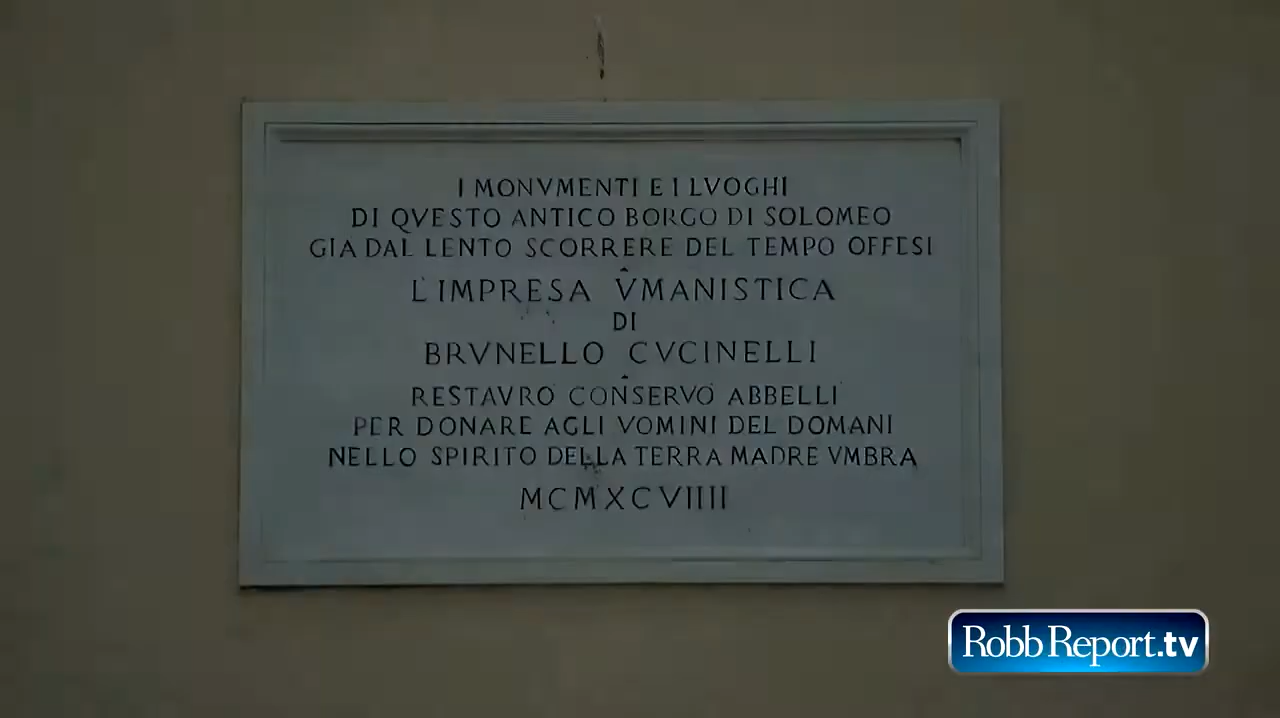 I MONVMENTI E I LVOGHI
DI QVESTO ANTICO BORGO DI SOLOMEO
GIA DAL LENTO SCORRERE DEL TEMPO OFFESI
L'IMPRESA VMANISTICA
DI
BRVNELLO CVCINELLI
RESTAVRO CONSERVO ABBELLI
PER DONARE AGLI VOMINI DEL DOMANI
NELLO SPIRITO DELLA TERRA MADRE VMBRA
MCMXCVIIII
Robb Report.tv